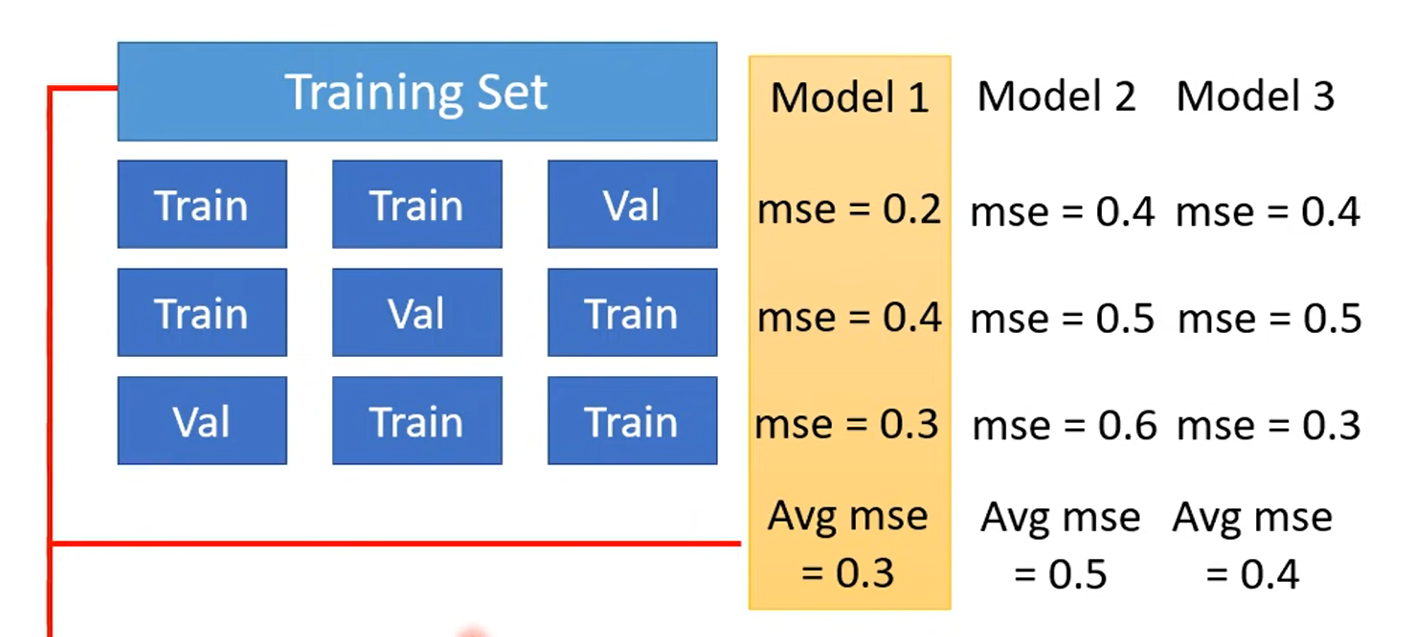 Training Set
Model 1 Model 2 Model 3
Train Train Val
mse = 0.2 mse = 0.4 mse = 0.4
Train Val Train
mse = 0.4 mse = 0.5 mse = 0.5
Val Train Train
mse = 0.3 mse = 0.6 mse = 0.3
Avg mse Avg mse Avg mse
= 0.3 = 0.5 = 0.4